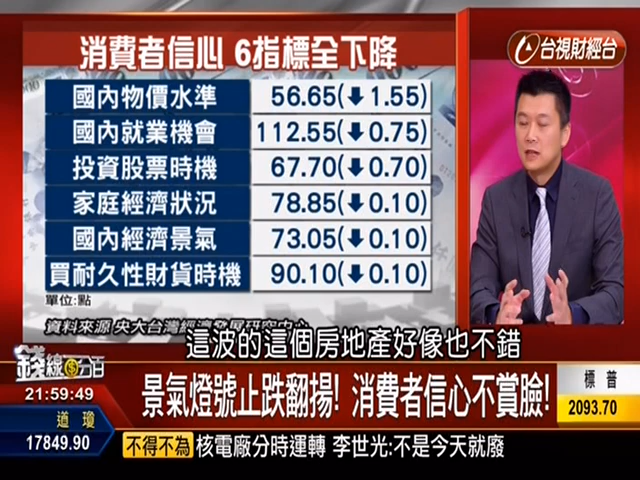 消費者信心 6指標全下降
台視財經台
國內物價水準 56.65(⬇1.55)
國內就業機會 112.55(⬇0.75)
投資股票時機 67.70(⬇0.70)
家庭經濟狀況 78.85(⬇0.10)
國內經濟景氣 73.05(⬇0.10)
買耐久性財貨時機 90.10(⬇0.10)
單位:點
資料來源 央大台灣經濟發展研究中心
這波的這個房地產好像也不錯
錢線百分百
21:59:49
景氣燈號止跌翻揚! 消費者信心不賞臉!
標普
2093.70
道瓊
17849.90
不得不為 核電廠分時運轉 李世光:不是今天就廢